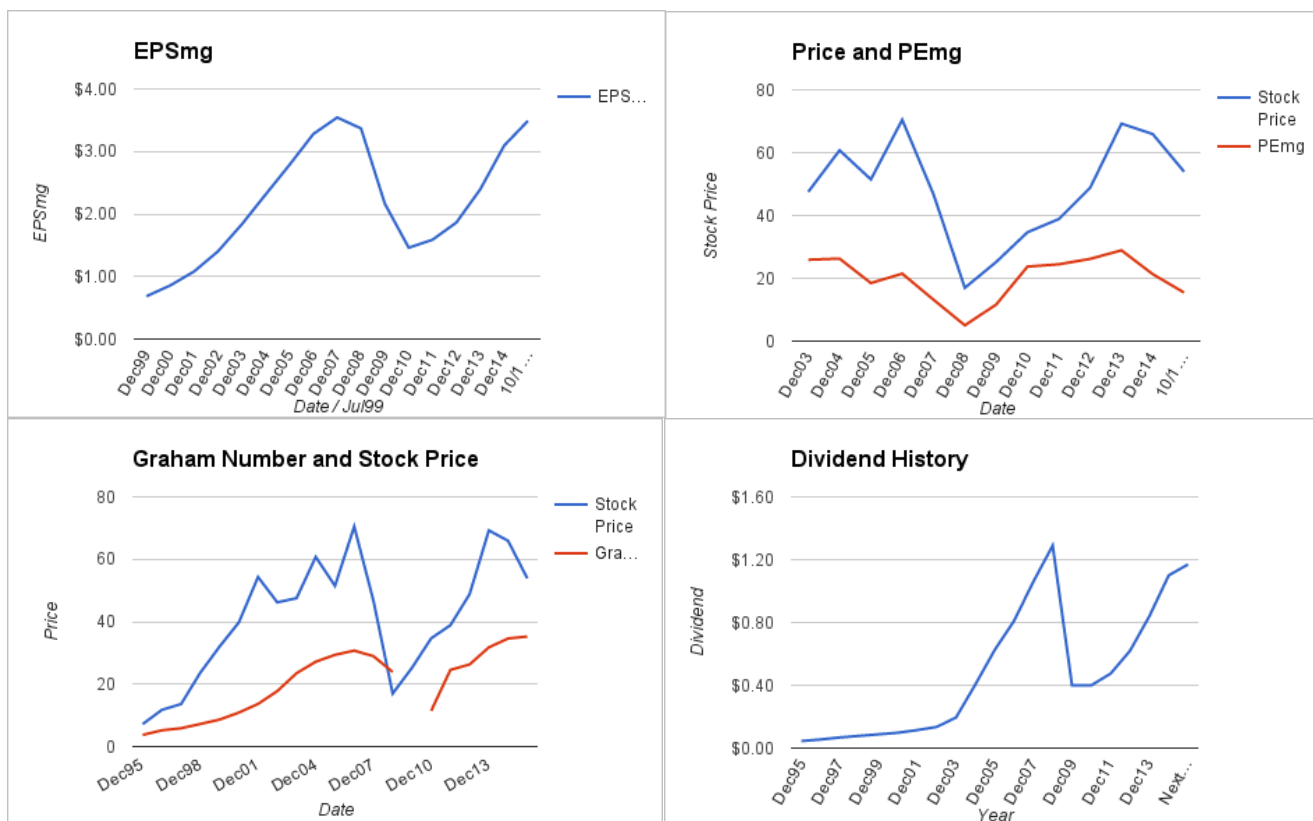 EPSmg
$4.00
$3.00
$2.00
$1.00
$0.00
EPSmg
Dec99
Dec00
Dec01
Dec02
Dec03
Dec04
Dec05
Dec06
Dec07
Dec08
Dec09
Dec10
Dec11
Dec12
Dec13
Dec14
10/1 ...
Date / Jul99
EPS...
Price and PEmg
80
60
40
20
0
Stock Price
Dec03
Dec04
Dec05
Dec06
Dec07
Dec08
Dec09
Dec10
Dec11
Dec12
Dec13
Dec14
10/1 ...
Date
Stock
Price
PEmg
Graham Number and Stock Price
80
60
40
20
0
Price
Dec95
Dec98
Dec01
Dec04
Dec07
Dec10
Dec13
Date
Stock
Price
Gra...
Dividend History
$1.60
$1.20
$0.80
$0.40
$0.00
Dividend
Dec95
Dec97
Dec99
Dec01
Dec03
Dec05
Dec07
Dec09
Dec11
Dec13
Next...
Year